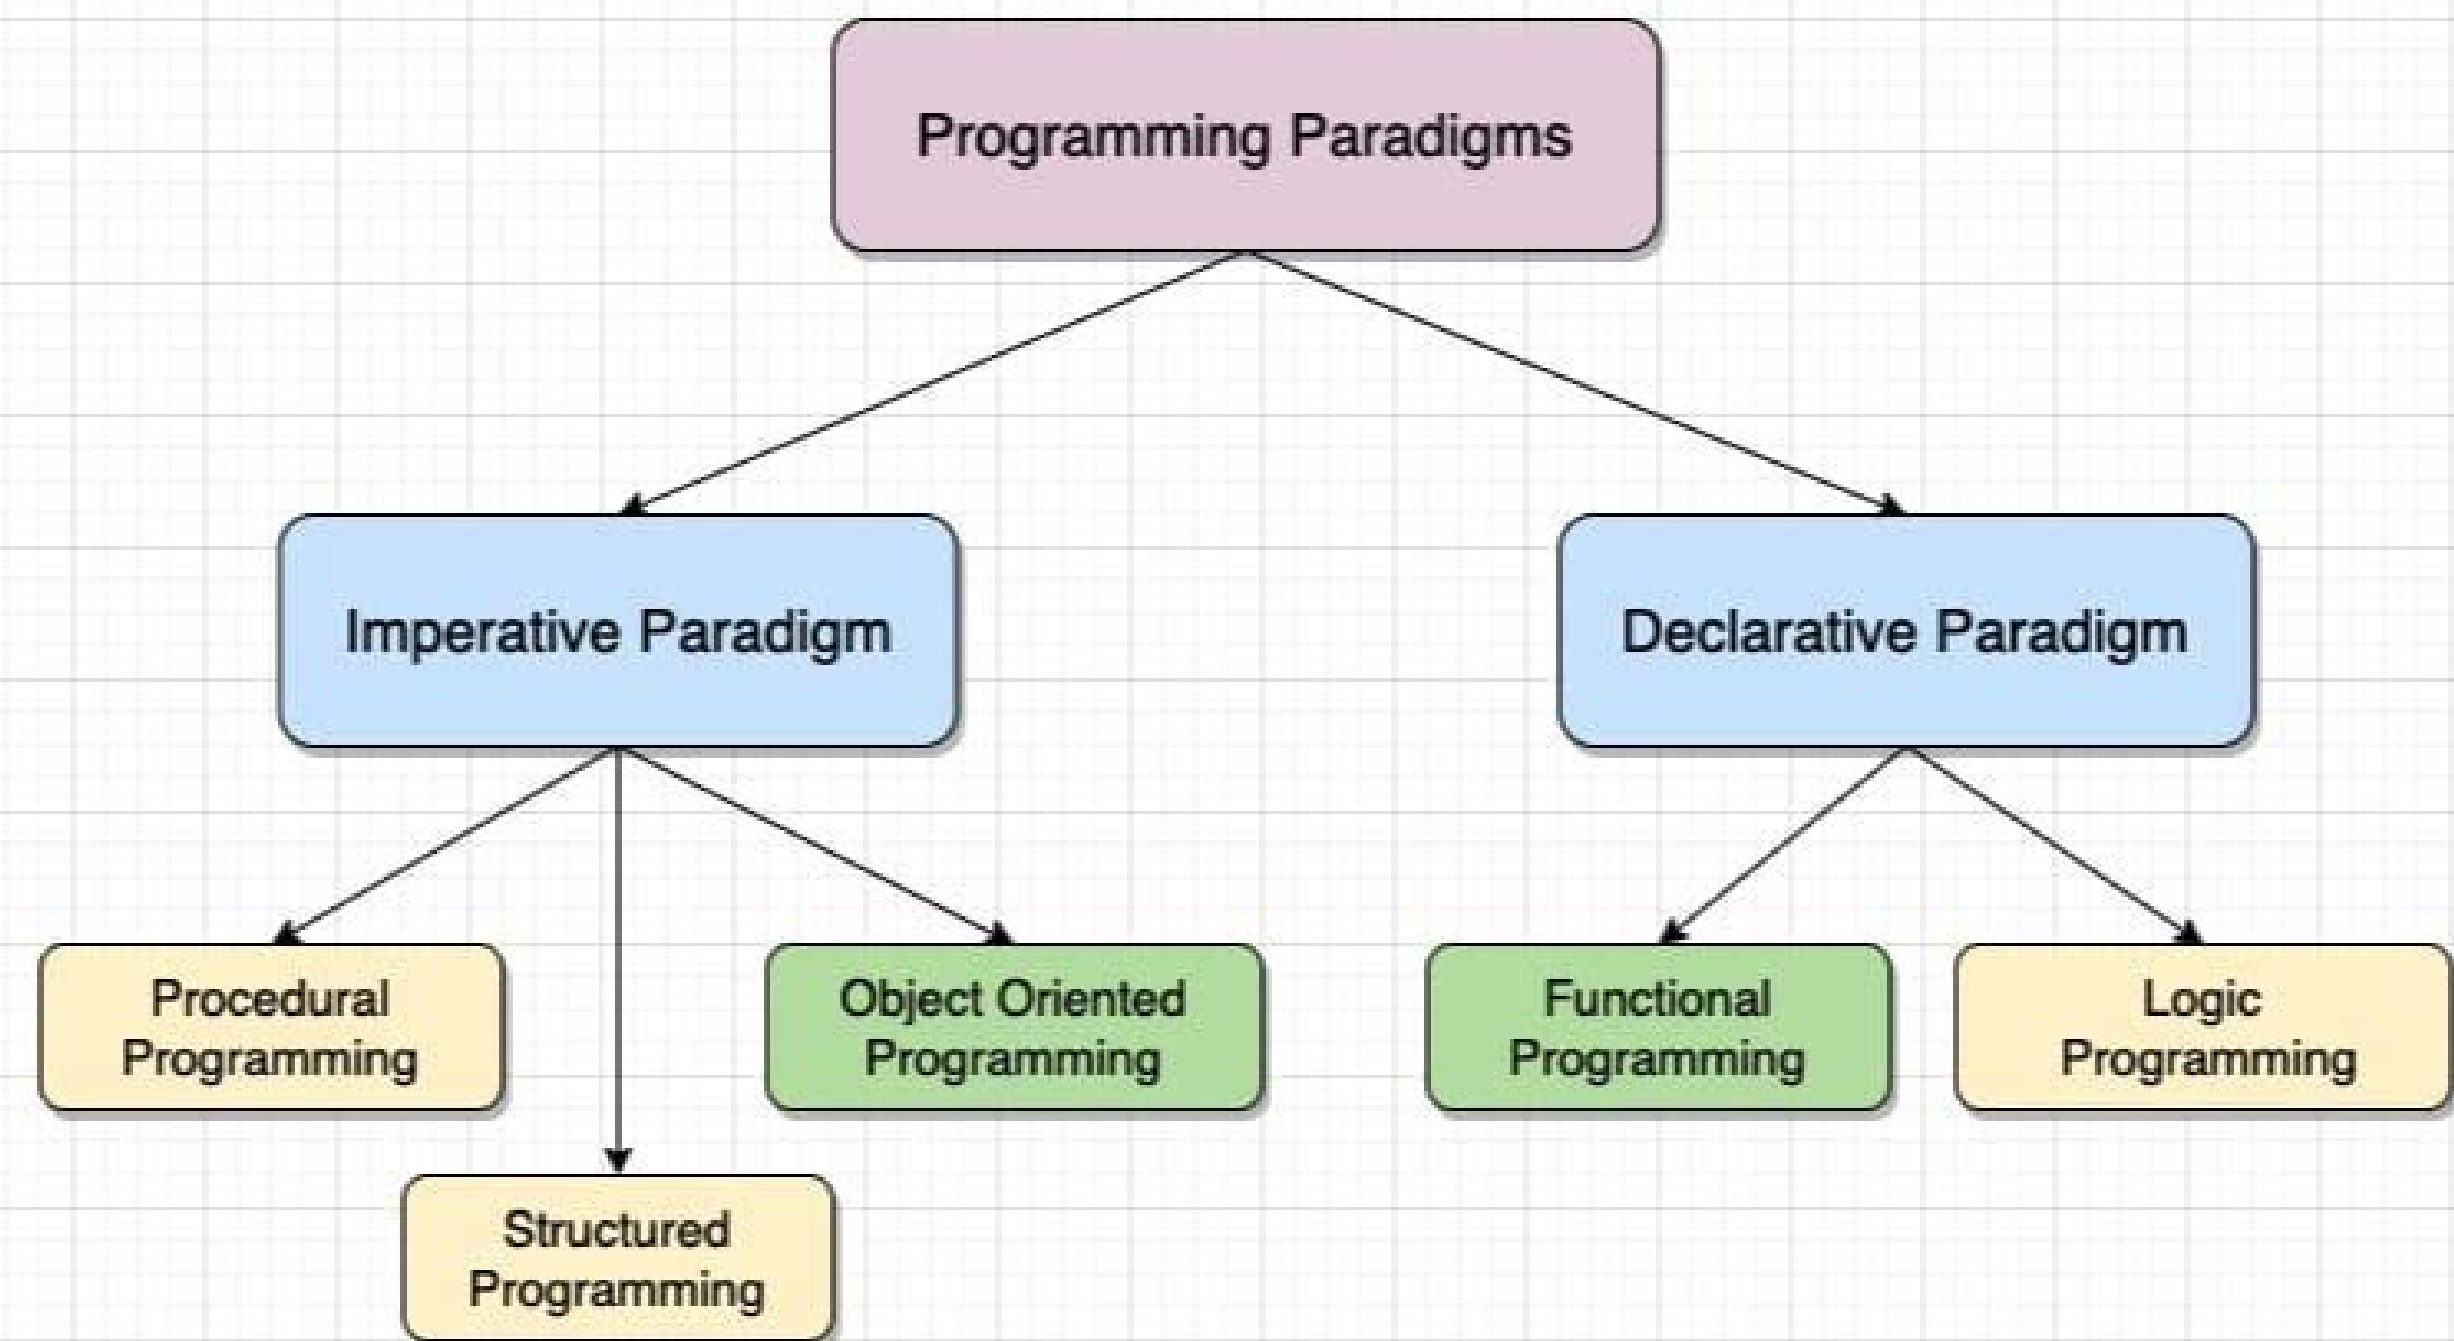 Programming Paradigms
Imperative Paradigm
Declarative Paradigm
Procedural
Programming
Object Oriented
Programming
Functional
Programming
Logic
Programming
Structured
Programming